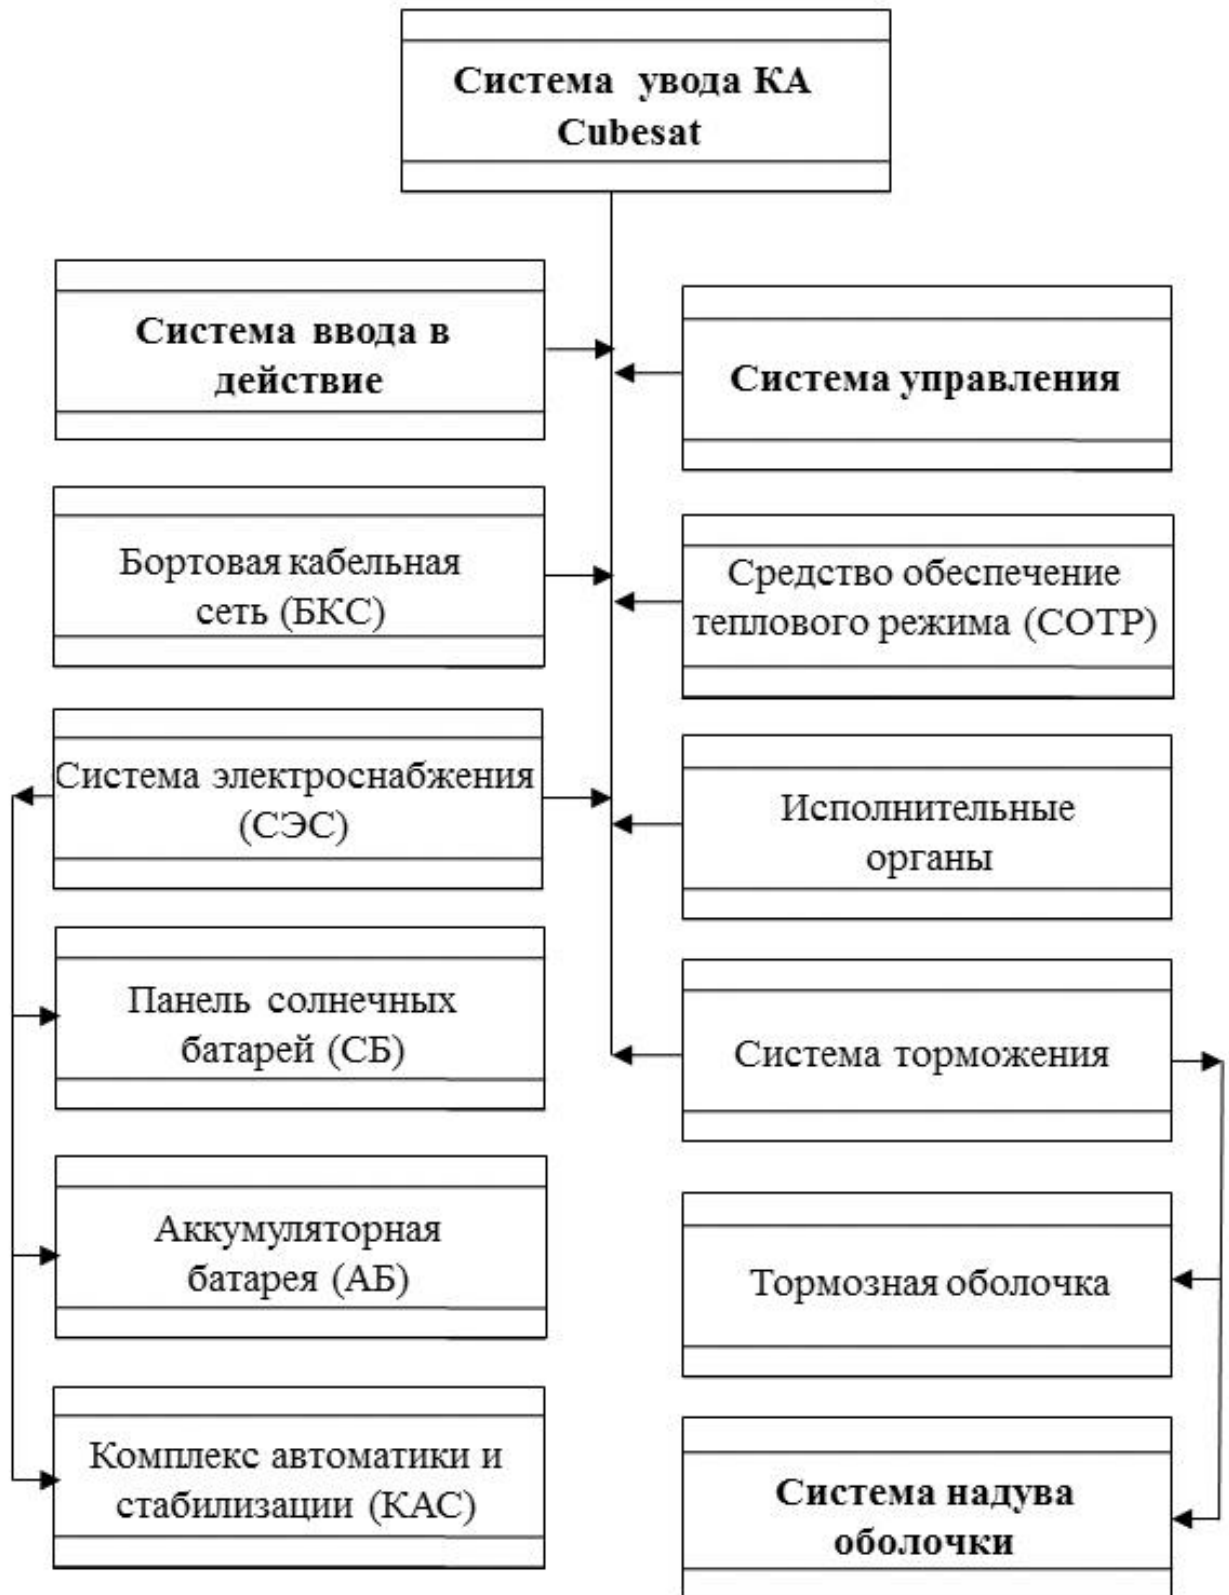 Система увода КА
Cubesat
Система ввода в
действие
Система управления
Бортовая кабельная
сеть (БКС)
Средство обеспечение
теплового режима (СОТР)
Система электроснабжения
(СЭС)
Исполнительные
органы
Панель солнечных
батарей (СБ)
Система торможения
Аккумуляторная
батарея (АБ)
Тормозная оболочка
Комплекс автоматики и
стабилизации (КАС)
Система надува
оболочки